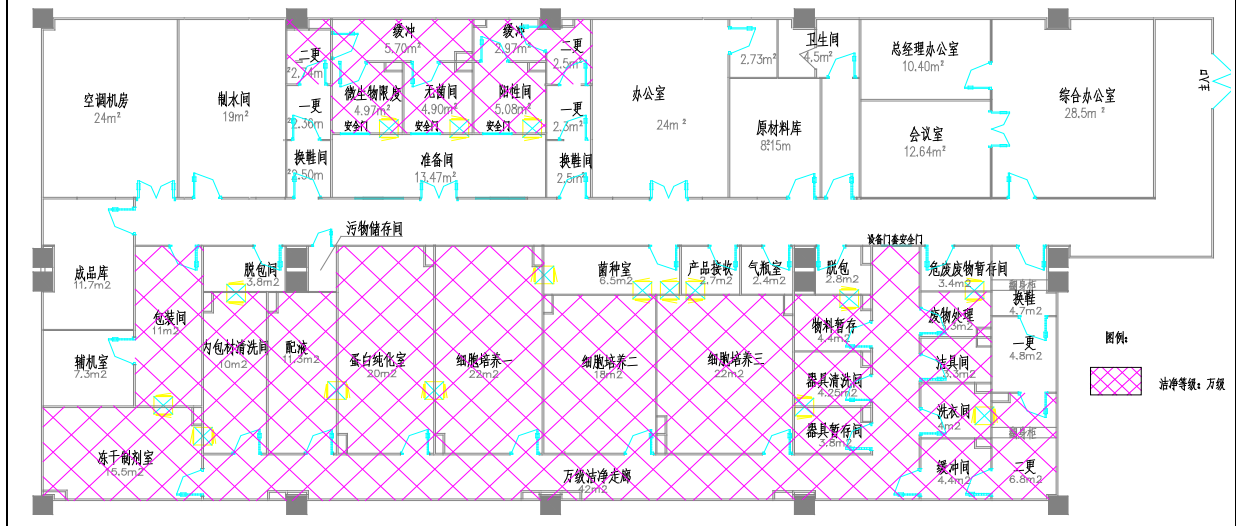 空调机房
24m²
制水间
19m²
二更
2.74m
一更
2.36m
换鞋间
2.50m
缓冲
5.70m²
缓冲
2.97m²
二更
2.5m²
微生物限度
4.97m²
无菌间
4.90m²
阳性间
5.08m²
安全门
安全门
安全门
一更
2.5m²
准备间
13.47m²
换鞋间
2.5m²
办公室
24m²
2.73m²
卫生间
4.5m²
原材料库
8.15m
总经理办公室
10.40m²
会议室
12.64m²
综合办公室
28.5m²
入口
污物储存间
设备门兼安全门
成品库
11.7m2
辅机室
7.3m2
包装间
11m2
脱包间
3.8m2
内包材清洗间
10m2
配液
11.3m2
蛋白纯化室
20m2
细胞培养一
22m2
菌种室
6.5m2
产品接收
2.7m2
气瓶室
2.4m2
脱包
2.8m2
细胞培养二
18m2
细胞培养三
22m2
物料暂存
4.4m2
器具清洗间
4.25m2
器具暂存间
3.8m2
危废废物暂存间
3.4m2
废物处理
3.3m2
洁具间
3.3m2
洗衣间
4m2
缓冲间
4.4m2
换鞋
4.7m2
一更
4.8m2
二更
6.8m2
冻干制剂室
15.5m2
万级洁净走廊
42m2
图例:
洁净等级: 万级